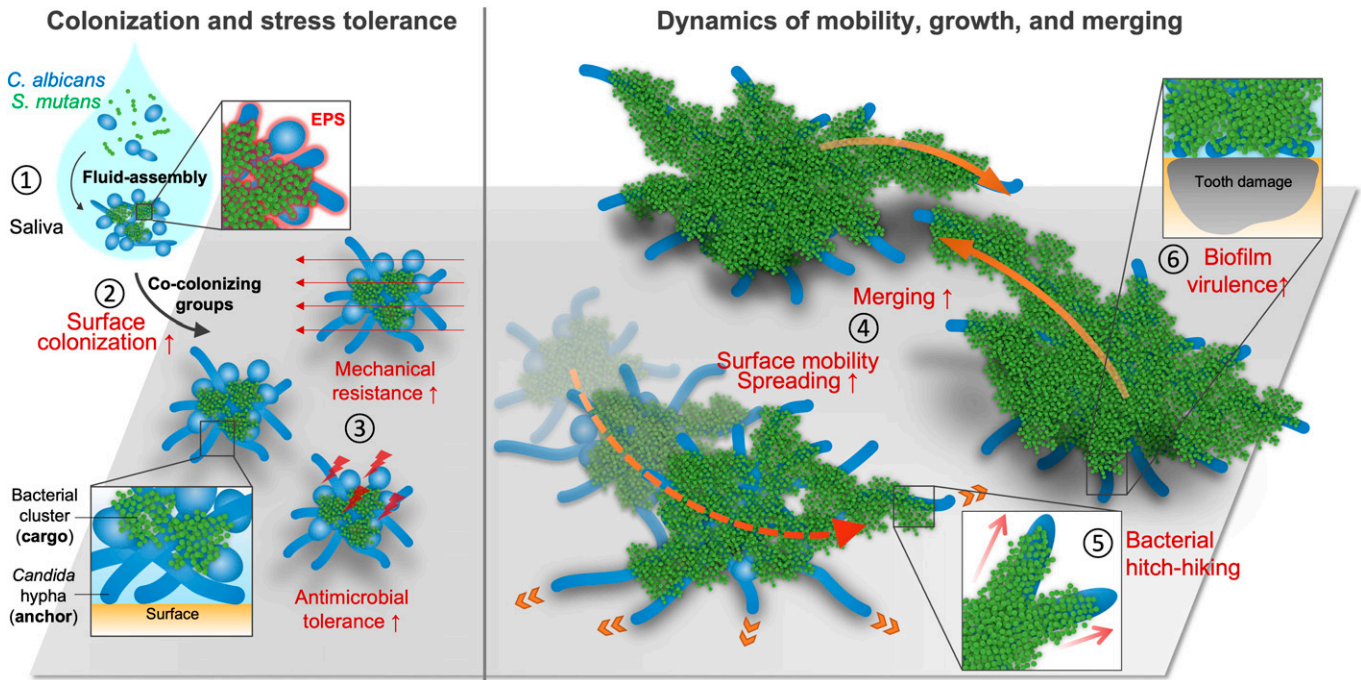 Colonization and stress tolerance
Dynamics of mobility, growth, and merging
C. albicans
S. mutans
EPS
①
Fluid-assembly
Saliva
②
Co-colonizing
groups
Surface
colonization ↑
Mechanical
resistance ↑
③
Antimicrobial
tolerance ↑
Bacterial
cluster
(cargo)
Candida
hypha
(anchor)
Surface
Merging ↑
④
Surface mobility
Spreading ↑
⑤
Bacterial
hitch-hiking
Tooth damage
⑥
Biofilm
virulence↑